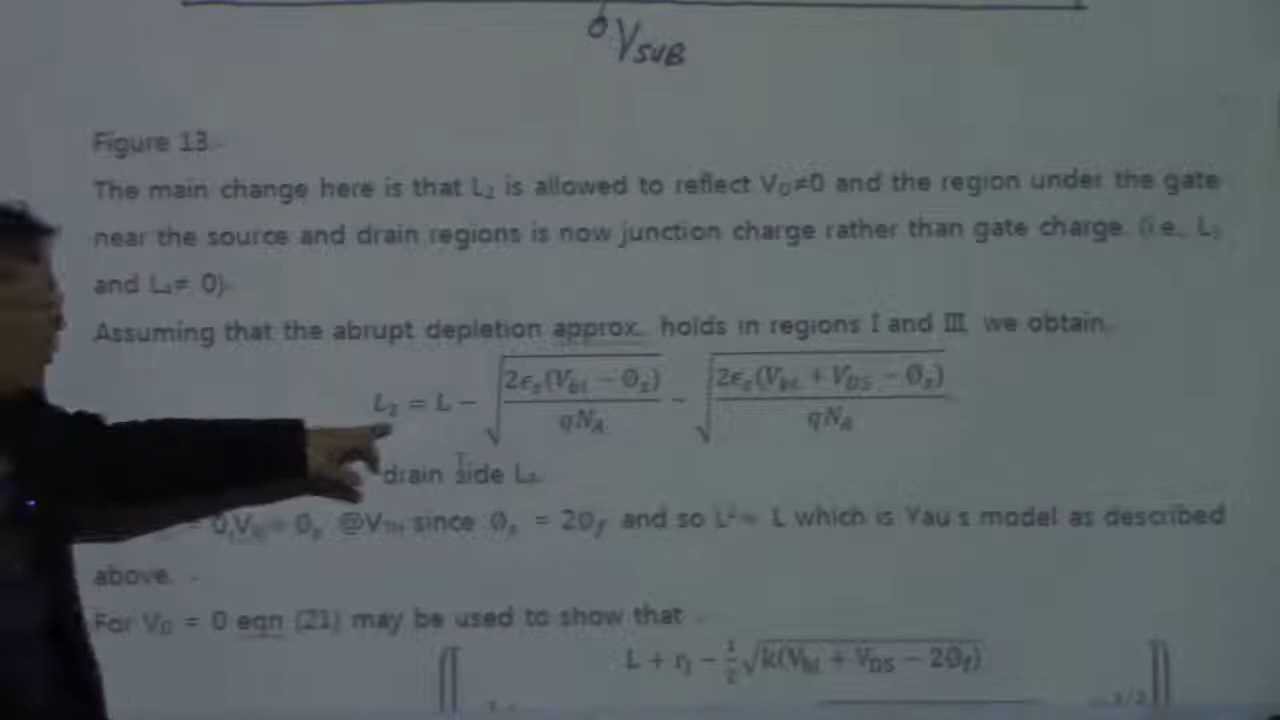 V_SUB
Figure 13.
The main change here is that L₂ is allowed to reflect V_D≠0 and the region under the gate
near the source and drain regions is now junction charge rather than gate charge. (i.e., L₃
and L₄≠ 0)
Assuming that the abrupt depletion approx. holds in regions I and III, we obtain,
L₂ = L − √(2ϵ_s(V_bi − Ø_s)/qN_A) − √(2ϵ_s(V_bi + V_DS − Ø_s)/qN_A)
drain side
@V_TH since Ø_s = 2Ø_f and so L which is Yau's model as described
above.
For V_D = 0 eqn (21) may be used to show that
L + r_j − ½√k(V_bi + V_DS − 2Ø_f)